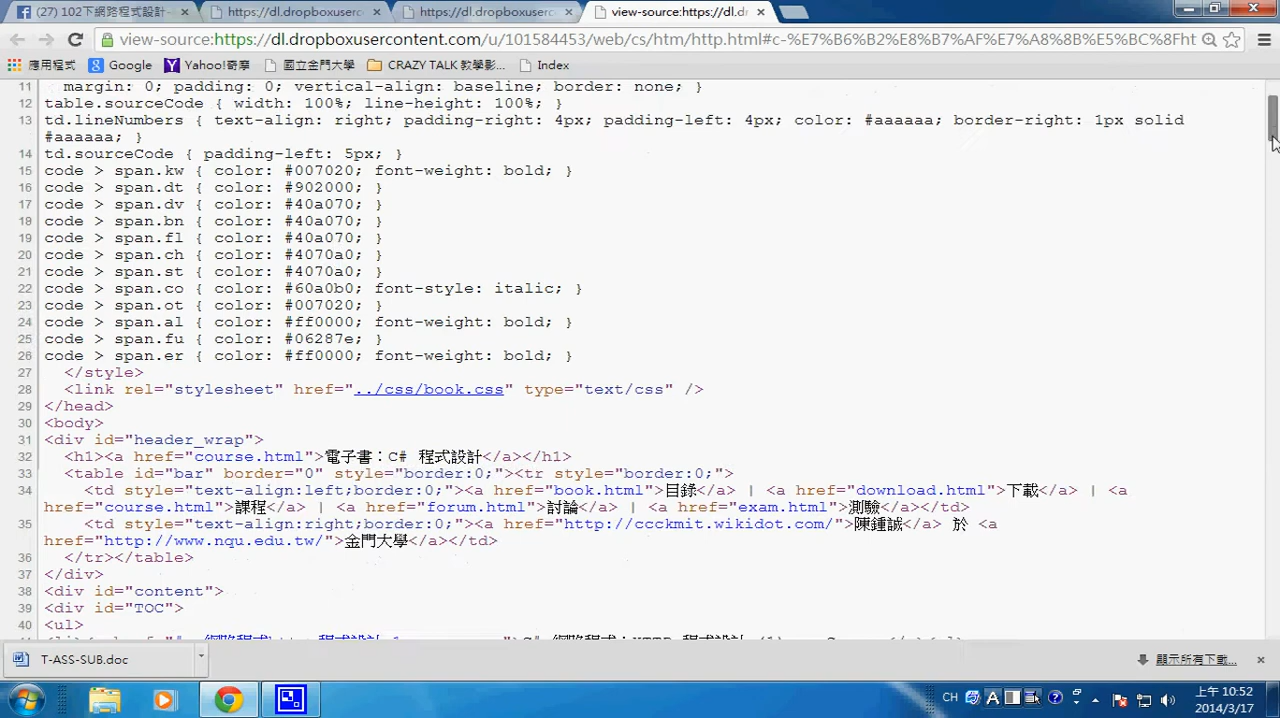 (27) 102下網路程式設計-
https://dl.dropboxuserco
https://dl.dropboxuserco
view-source:https://dl.d
view-source:https://dl.dropboxusercontent.com/u/101584453/web/cs/htm/http.html#c-%E7%B6%B2%E8%B7%AF%E7%A8%8B%E5%BC%8Fht
應用程式 Google Yahoo!奇摩 國立金門大學 CRAZY TALK 教學影... Index
11 margin: 0; padding: 0; vertical-align: baseline; border: none; }
12 table.sourceCode { width: 100%; line-height: 100%; }
13 td.lineNumbers { text-align: right; padding-right: 4px; padding-left: 4px; color: #aaaaaa; border-right: 1px solid
#aaaaaa; }
14 td.sourceCode { padding-left: 5px; }
15 code > span.kw { color: #007020; font-weight: bold; }
16 code > span.dt { color: #902000; }
17 code > span.dv { color: #40a070; }
18 code > span.bn { color: #40a070; }
19 code > span.fl { color: #40a070; }
20 code > span.ch { color: #4070a0; }
21 code > span.st { color: #4070a0; }
22 code > span.co { color: #60a0b0; font-style: italic; }
23 code > span.ot { color: #007020; }
24 code > span.al { color: #ff0000; font-weight: bold; }
25 code > span.fu { color: #06287e; }
26 code > span.er { color: #ff0000; font-weight: bold; }
27 </style>
28 <link rel="stylesheet" href="../css/book.css" type="text/css" />
29 </head>
30 <body>
31 <div id="header_wrap">
32 <h1><a href="course.html">電子書：C# 程式設計</a></h1>
33 <table id="bar" border="0" style="border:0;"><tr style="border:0;">
34 <td style="text-align:left;border:0;"><a href="book.html">目錄</a> | <a href="download.html">下載</a> | <a
href="course.html">課程</a> | <a href="forum.html">討論</a> | <a href="exam.html">測驗</a></td>
35 <td style="text-align:right;border:0;"><a href="http://ccckmit.wikidot.com/">陳鍾誠</a> 於 <a
href="http://www.nqu.edu.tw/">金門大學</a></td>
36 </tr></table>
37 </div>
38 <div id="content">
39 <div id="TOC">
40 <ul>
T-ASS-SUB.doc
顯示所有下載...
CH
上午 10:52
2014/3/17